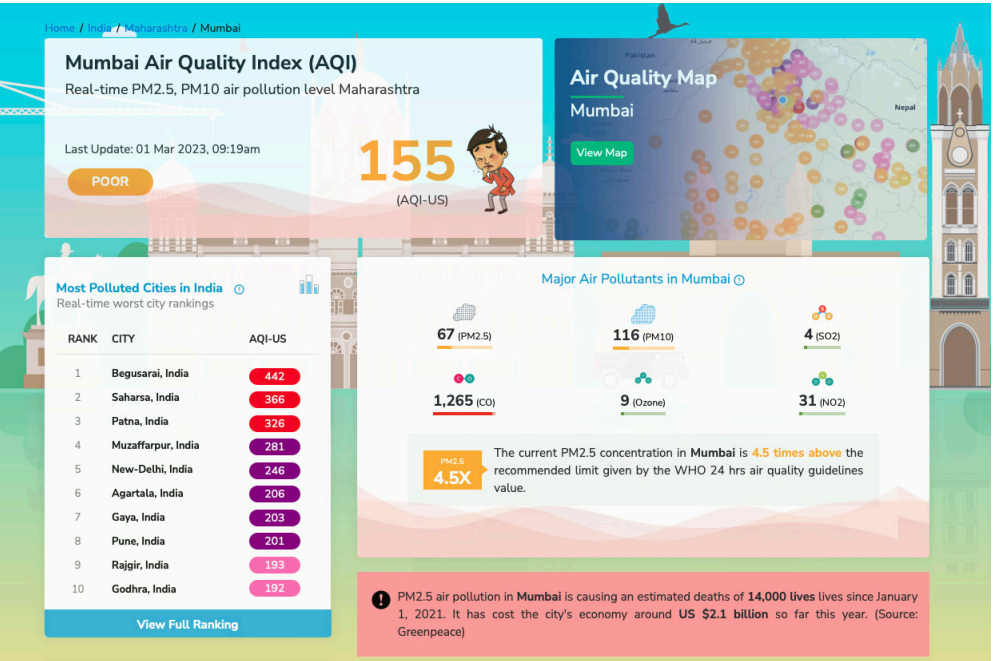 Home / India / Maharashtra / Mumbai
Mumbai Air Quality Index (AQI)
Real-time PM2.5, PM10 air pollution level Maharashtra
Last Update: 01 Mar 2023, 09:19am
POOR
155
(AQI-US)
Pakistan
Nepal
Air Quality Map
Mumbai
View Map
Most Polluted Cities in India
Real-time worst city rankings
RANK CITY AQI-US
1 Begusarai, India 442
2 Saharsa, India 366
3 Patna, India 326
4 Muzaffarpur, India 281
5 New-Delhi, India 246
6 Agartala, India 206
7 Gaya, India 203
8 Pune, India 201
9 Rajgir, India 193
10 Godhra, India 192
View Full Ranking
Major Air Pollutants in Mumbai
67 (PM2.5) 116 (PM10) 4 (SO2)
1,265 (CO) 9 (Ozone) 31 (NO2)
PM2.5
4.5X
The current PM2.5 concentration in Mumbai is 4.5 times above the
recommended limit given by the WHO 24 hrs air quality guidelines
value.
PM2.5 air pollution in Mumbai is causing an estimated deaths of 14,000 lives lives since January
1, 2021. It has cost the city's economy around US $2.1 billion so far this year. (Source:
Greenpeace)